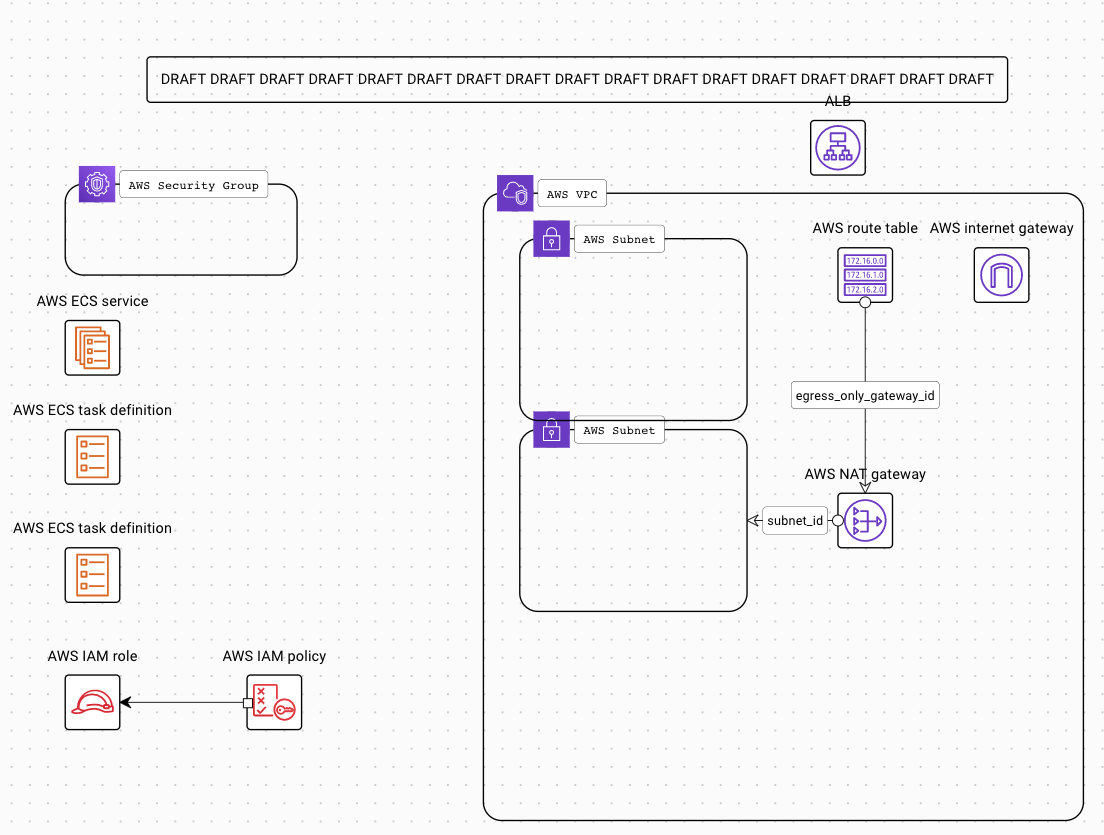 DRAFT DRAFT DRAFT DRAFT DRAFT DRAFT DRAFT DRAFT DRAFT DRAFT DRAFT DRAFT DRAFT DRAFT DRAFT DRAFT DRAFT
ALB
AWS Security Group
AWS VPC
AWS Subnet
AWS route table
AWS internet gateway
172.16.0.0
172.16.1.0
172.16.2.0
AWS ECS service
egress_only_gateway_id
AWS ECS task definition
AWS Subnet
AWS NAT gateway
subnet_id
AWS ECS task definition
AWS IAM role
AWS IAM policy